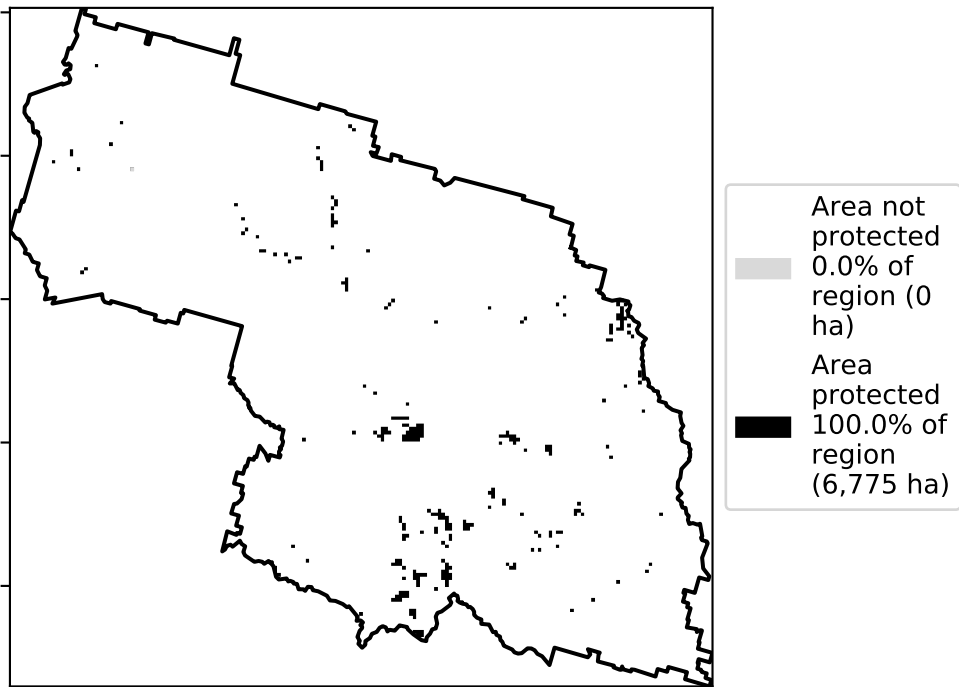 Area not
protected
0.0% of
region (0
ha)
Area
protected
100.0% of
region
(6,775 ha)